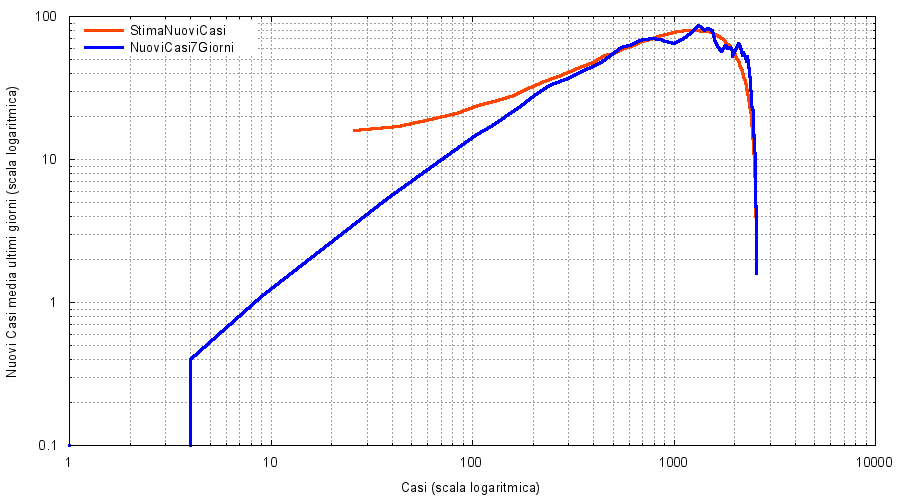 100
StimaNuoviCasi
NuoviCasi7Giorni
10
1
0.1
Nuovi Casi media ultimi giorni (scala logaritmica)
1 10 100 1000 10000
Casi (scala logaritmica)